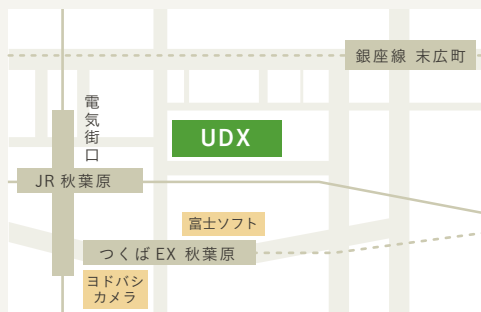 銀座線 末広町
電気街口
UDX
JR 秋葉原
富士ソフト
つくば EX 秋葉原
ヨドバシ
カメラ